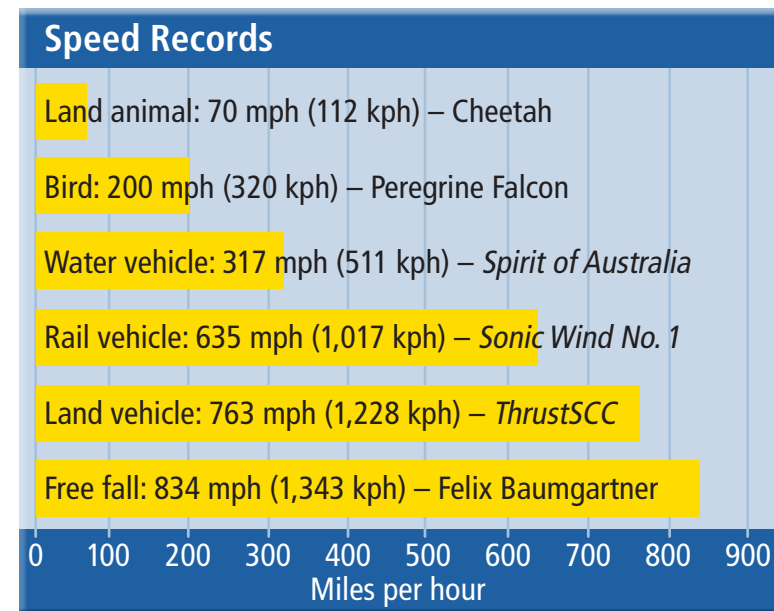 Speed Records
Land animal: 70 mph (112 kph) – Cheetah
Bird: 200 mph (320 kph) – Peregrine Falcon
Water vehicle: 317 mph (511 kph) – Spirit of Australia
Rail vehicle: 635 mph (1,017 kph) – Sonic Wind No. 1
Land vehicle: 763 mph (1,228 kph) – ThrustSCC
Free fall: 834 mph (1,343 kph) – Felix Baumgartner
0 100 200 300 400 500 600 700 800 900
Miles per hour